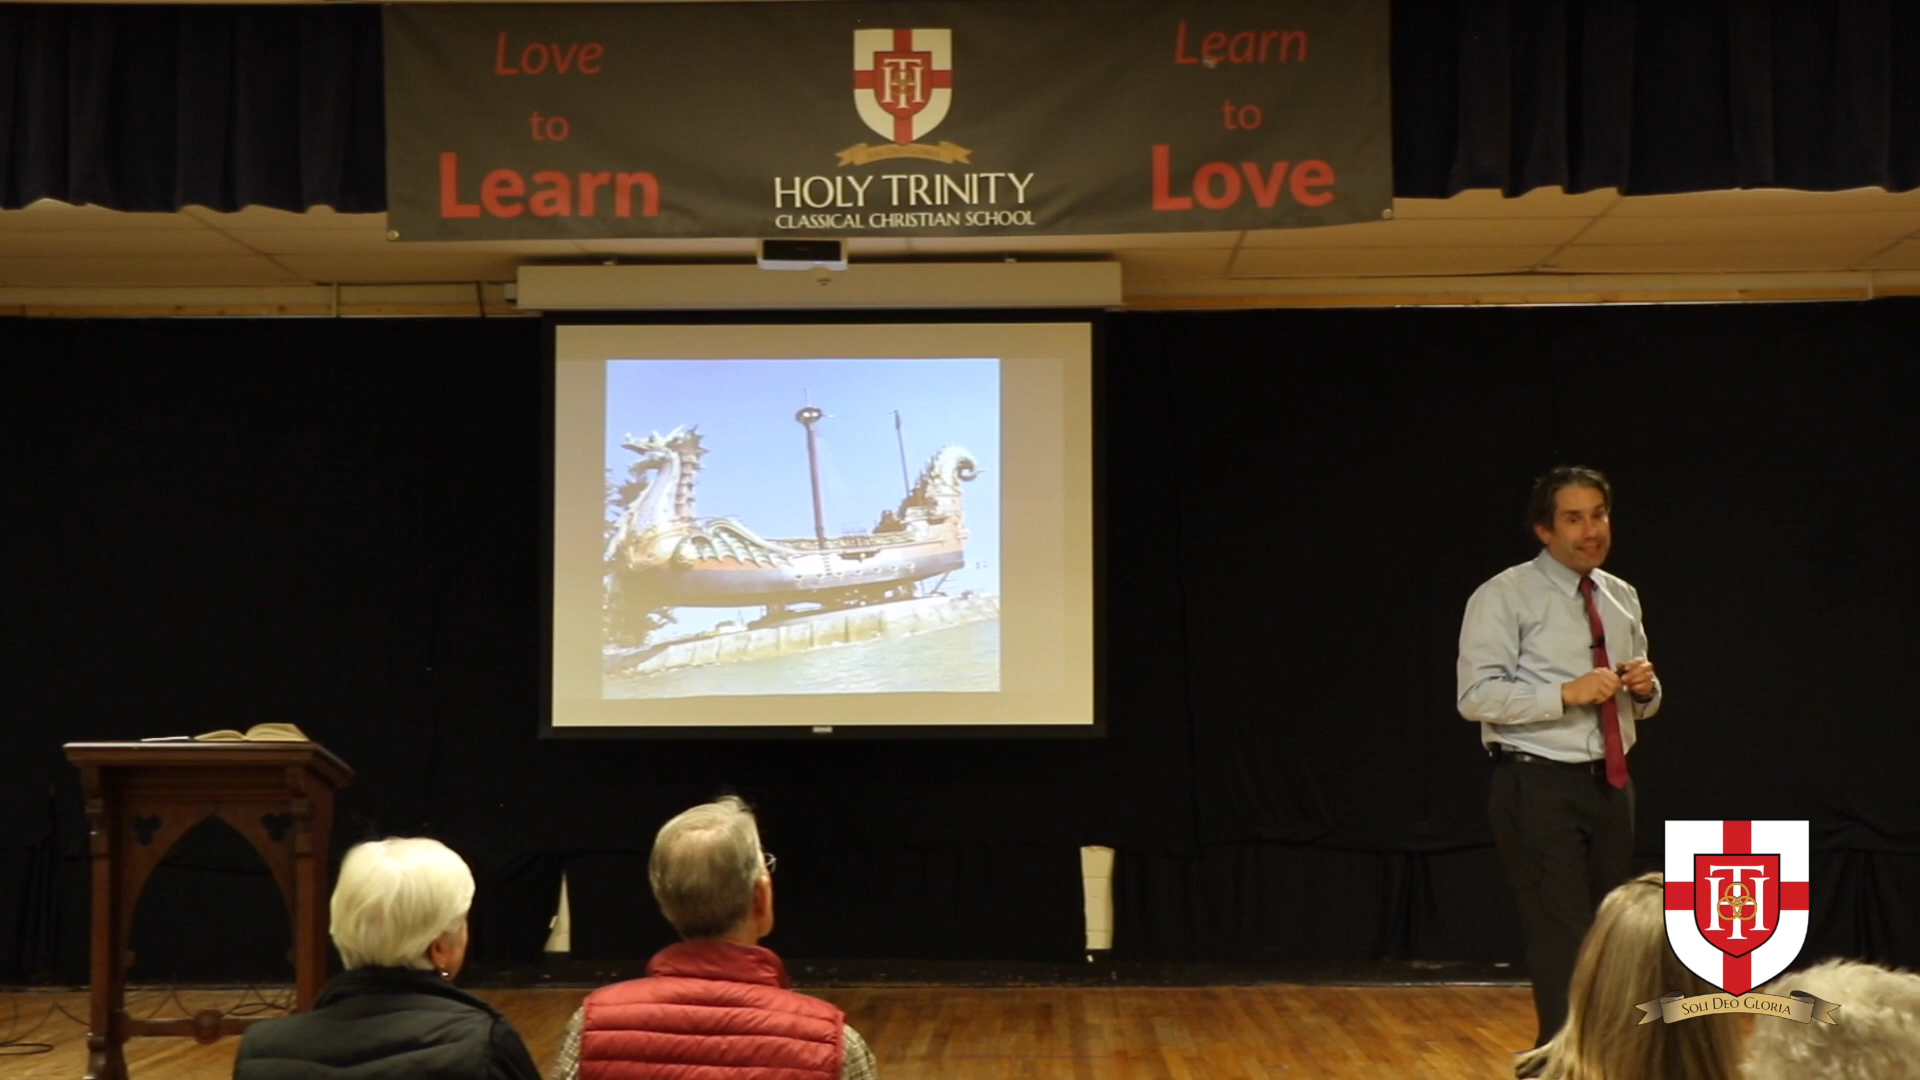 Love
to
Learn
HOLY TRINITY
CLASSICAL CHRISTIAN SCHOOL
Learn
to
Love
SOLI DEO GLORIA